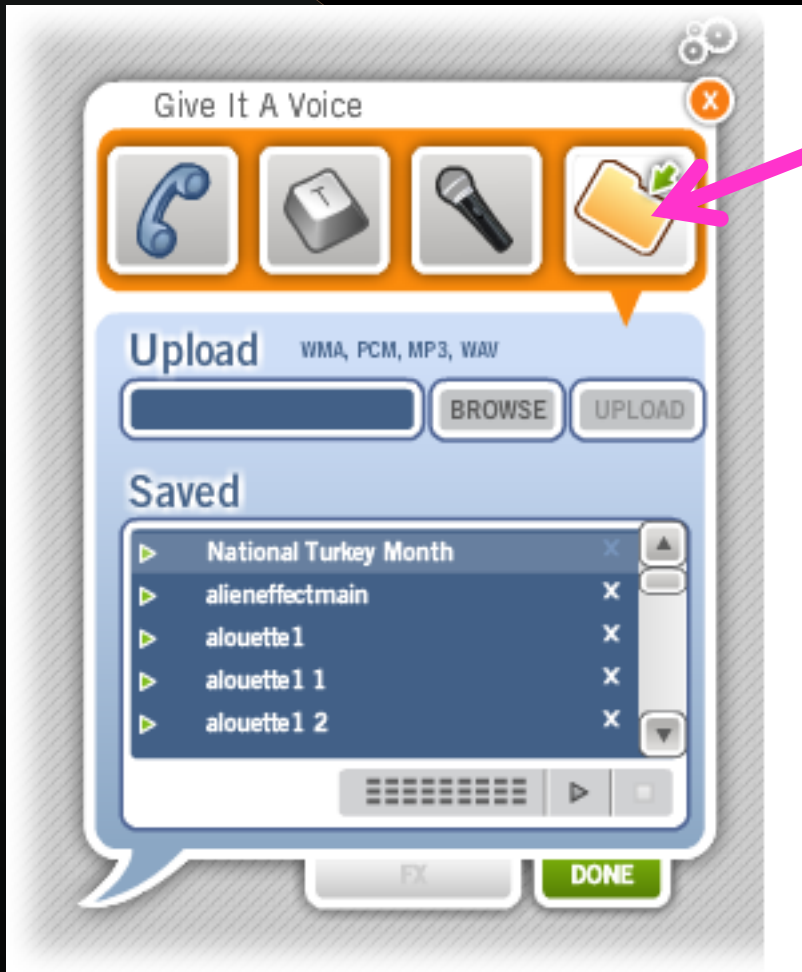 Give It A Voice
X
T
Upload WMA, PCM, MP3, WAV
BROWSE UPLOAD
Saved
National Turkey Month X
alieneffectmain X
alouette1 X
alouette1 1 X
alouette1 2 X
FX DONE